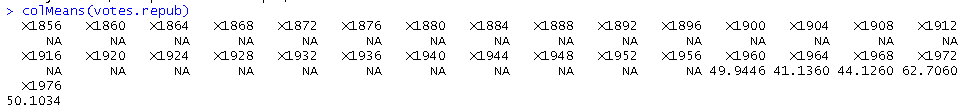 > colMeans(votes.repub)
X1856 X1860 X1864 X1868 X1872 X1876 X1880 X1884 X1888 X1892 X1896 X1900 X1904 X1908 X1912
NA NA NA NA NA NA NA NA NA NA NA NA NA NA NA
X1916 X1920 X1924 X1928 X1932 X1936 X1940 X1944 X1948 X1952 X1956 X1960 X1964 X1968 X1972
NA NA NA NA NA NA NA NA NA NA NA 49.9446 41.1360 44.1260 62.7060
X1976
50.1034